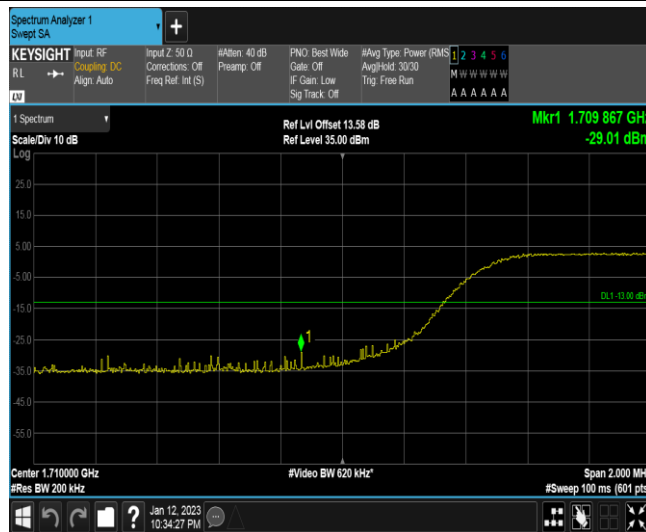 Spectrum Analyzer 1
Swept SA
KEYSIGHT
RL
LXI
Input: RF
Coupling: DC
Align: Auto
Input Z: 50 Ω
Corrections: Off
Freq Ref: Int (S)
#Atten: 40 dB
Preamp: Off
PNO: Best Wide
Gate: Off
IF Gain: Low
Sig Track: Off
#Avg Type: Power (RMS
Avg|Hold: 30/30
Trig: Free Run
1 2 3 4 5 6
M W W W W W
A A A A A A
1 Spectrum
Scale/Div 10 dB
Ref Lvl Offset 13.58 dB
Ref Level 35.00 dBm
Mkr1 1.709 867 GHz
-29.01 dBm
Log
25.0
15.0
5.00
-5.00
-15.0
-25.0
-35.0
-45.0
-55.0
DL1 -13.00 dBm
1
Center 1.710000 GHz
#Video BW 620 kHz*
Span 2.000 MH
#Res BW 200 kHz
#Sweep 100 ms (601 pts
?
Jan 12, 2023
10:34:27 PM